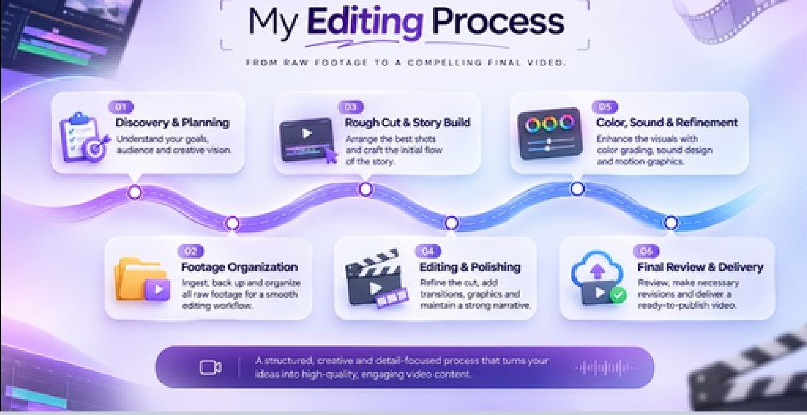 My Editing Process
FROM RAW FOOTAGE TO A COMPELLING FINAL VIDEO.
01
Discovery & Planning
Understand your goals,
audience and creative vision.
02
Footage Organization
Ingest, back up and organize
all raw footage for a smooth
editing workflow.
03
Rough Cut & Story Build
Arrange the best shots
and craft the initial flow
of the story.
04
Editing & Polishing
Refine the cut, add
transitions, graphics and
maintain a strong narrative.
05
Color, Sound & Refinement
Enhance the visuals with
color grading, sound design
and motion graphics.
06
Final Review & Delivery
Review, make necessary
revisions and deliver a
ready-to-publish video.
A structured, creative and detail-focused process that turns your
ideas into high-quality, engaging video content.